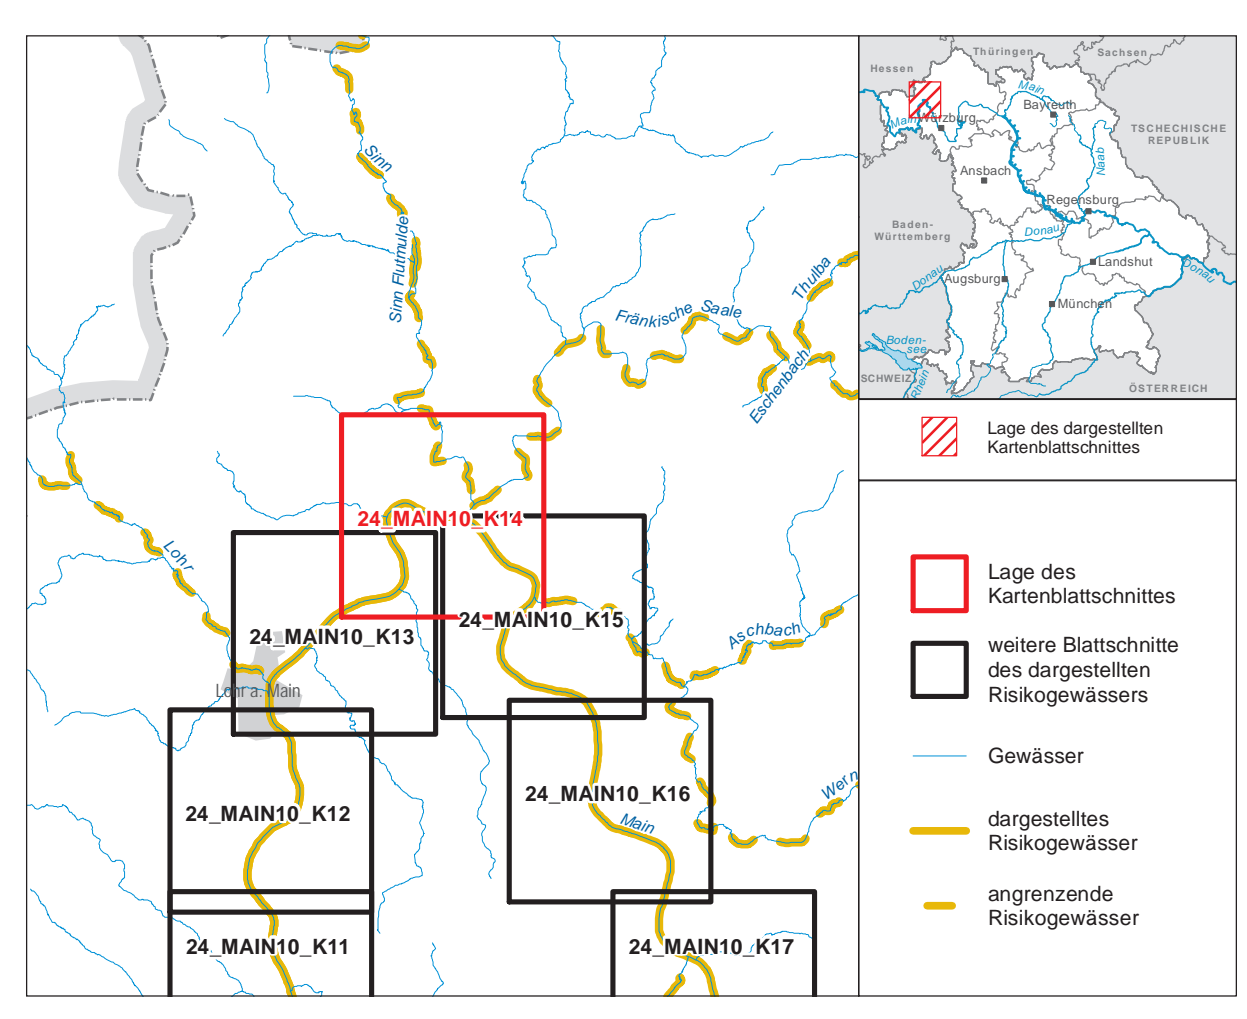 Sinn
Sinn Flutmulde
Fränkische Saale
Thulba
Eschenbach
Lohr
Aschbach
Wern
Main
Lohr a. Main
24_MAIN10_K14
24_MAIN10_K13
24_MAIN10_K15
24_MAIN10_K12
24_MAIN10_K16
24_MAIN10_K11
24_MAIN10_K17
Thüringen
Sachsen
Hessen
Main
Bayreuth
Main
Würzburg
TSCHECHISCHE
REPUBLIK
Naab
Ansbach
Regensburg
Baden-
Württemberg
Donau
Landshut
Donau
Donau
Augsburg
München
Boden-
see
SCHWEIZ
Rhein
ÖSTERREICH
Lage des dargestellten
Kartenblattschnittes
Lage des
Kartenblattschnittes
weitere Blattschnitte
des dargestellten
Risikogewässers
Gewässer
dargestelltes
Risikogewässer
angrenzende
Risikogewässer